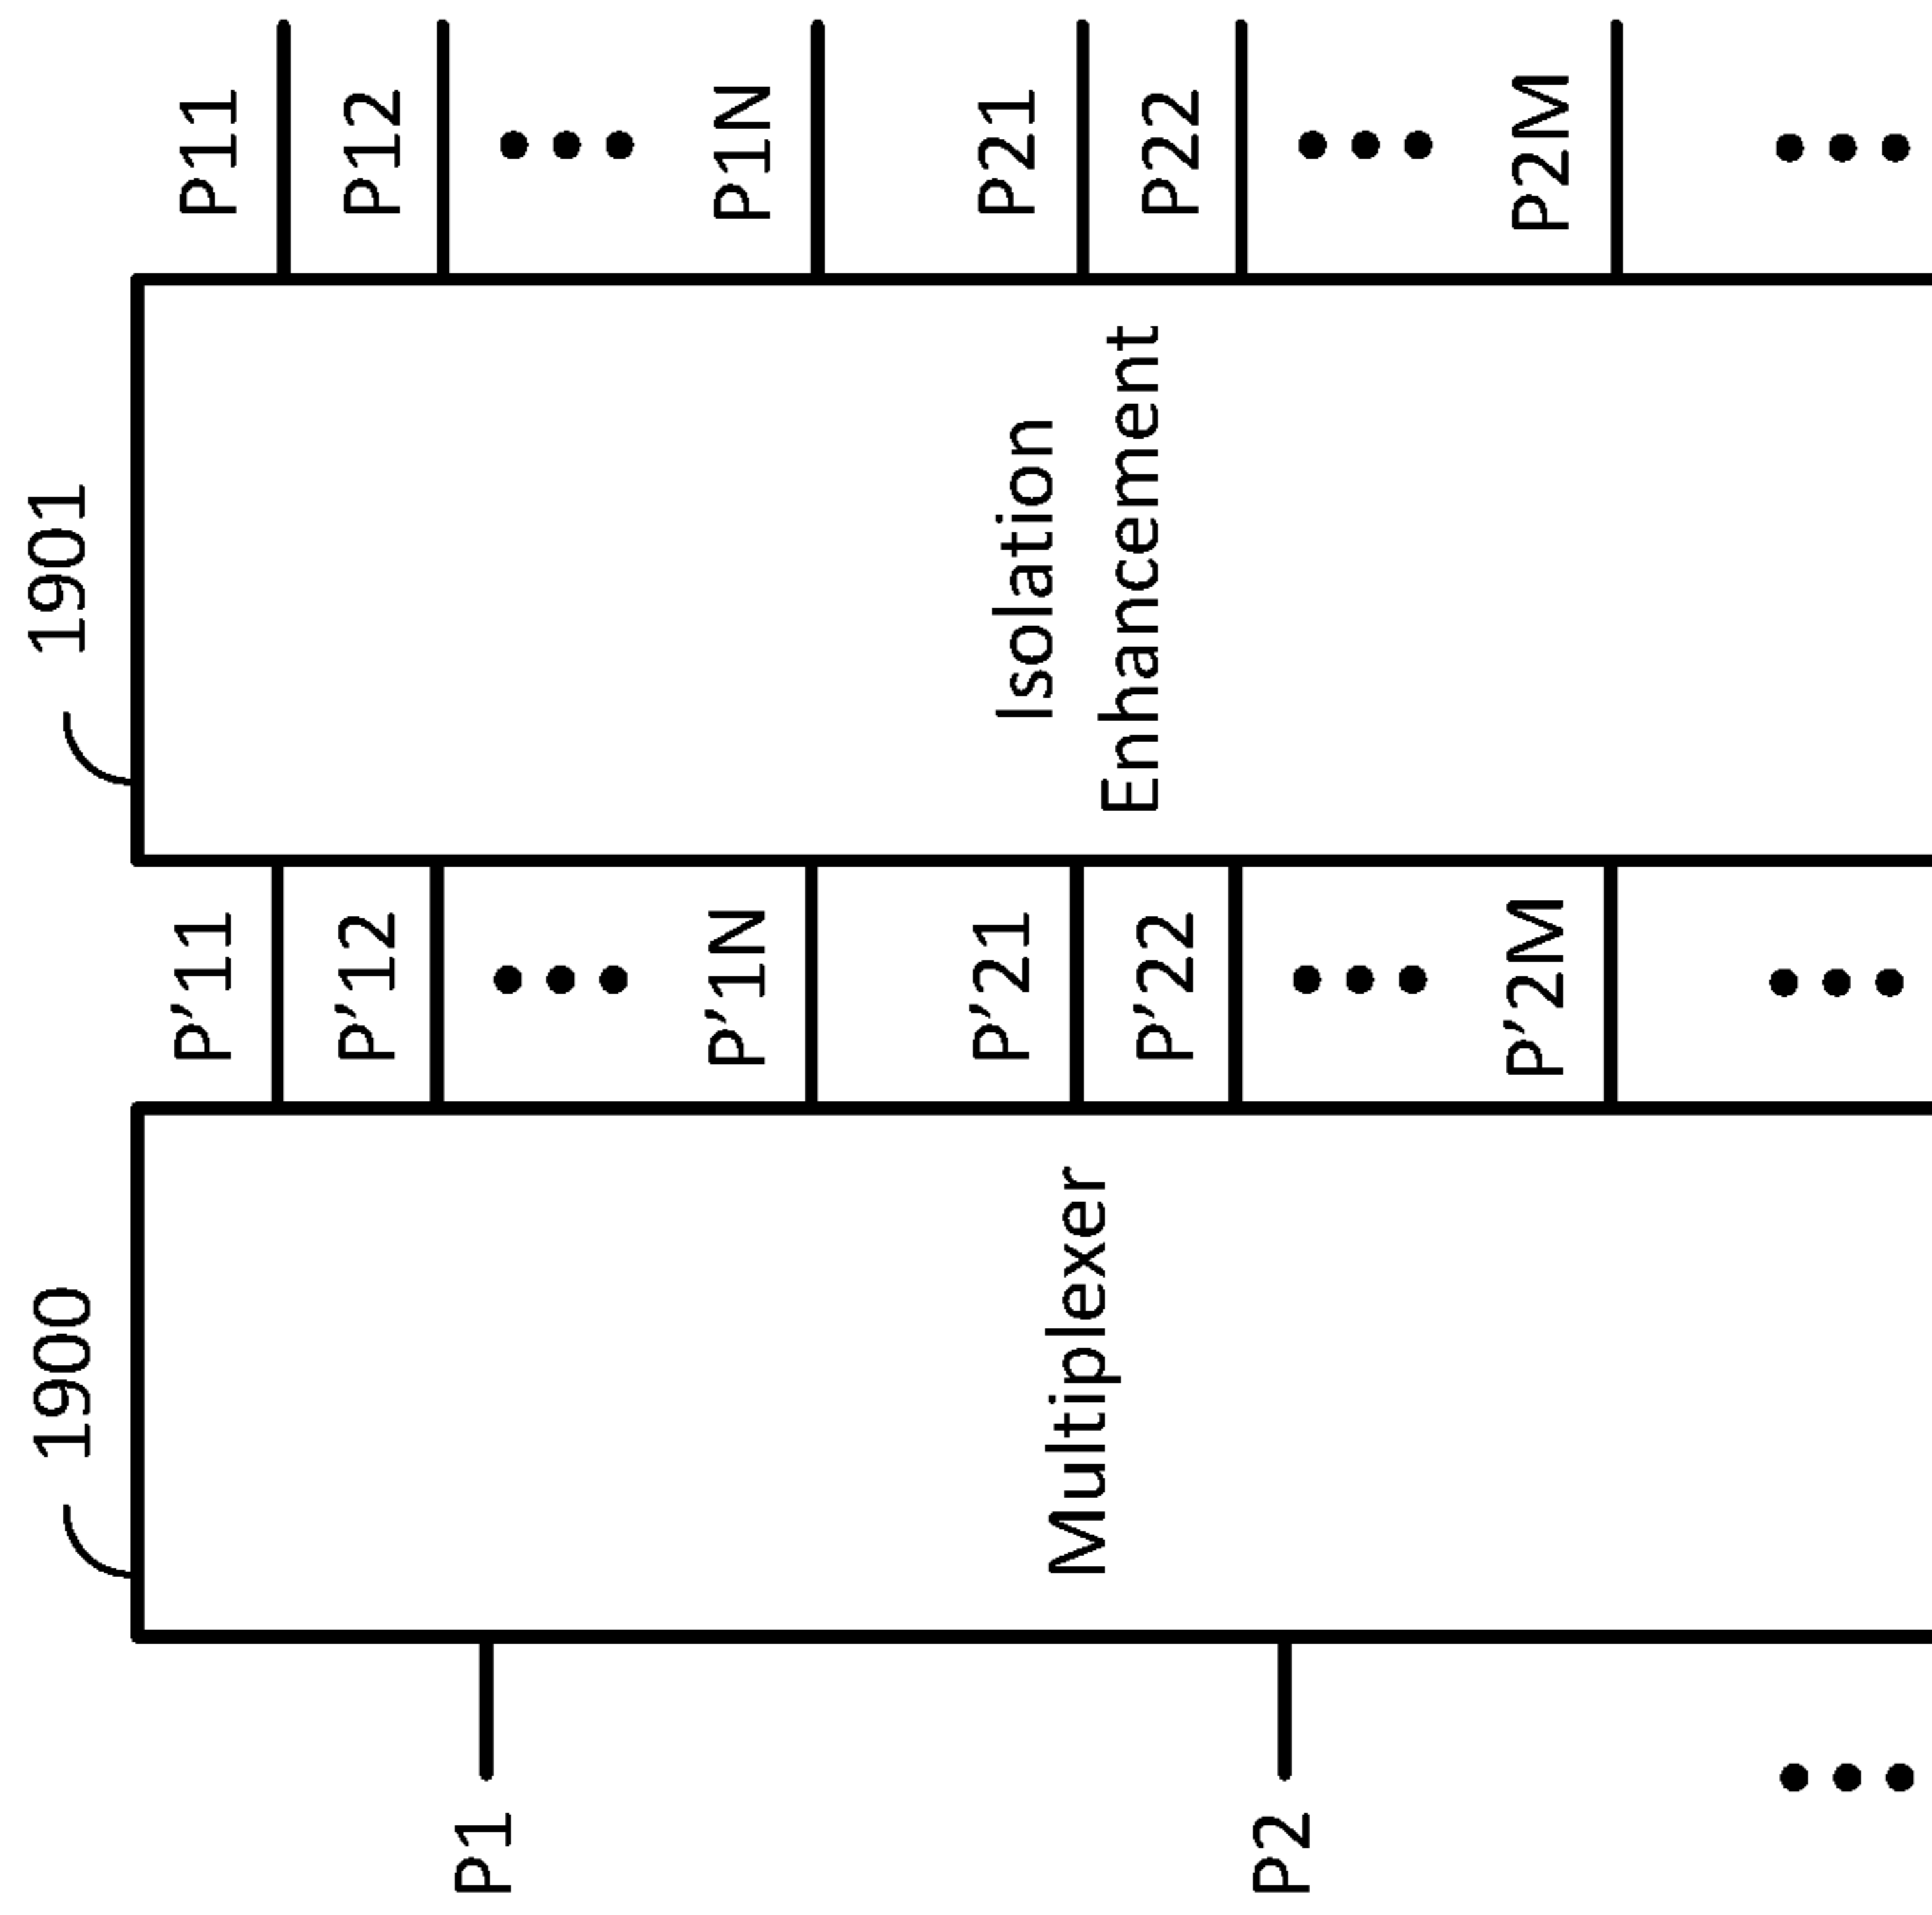 1900
1901
P1
P2
•••
Multiplexer
P’11
P’12
•••
P’1N
P’21
P’22
•••
P’2M
•••
Isolation
Enhancement
P11
P12
•••
P1N
P21
P22
•••
P2M
•••